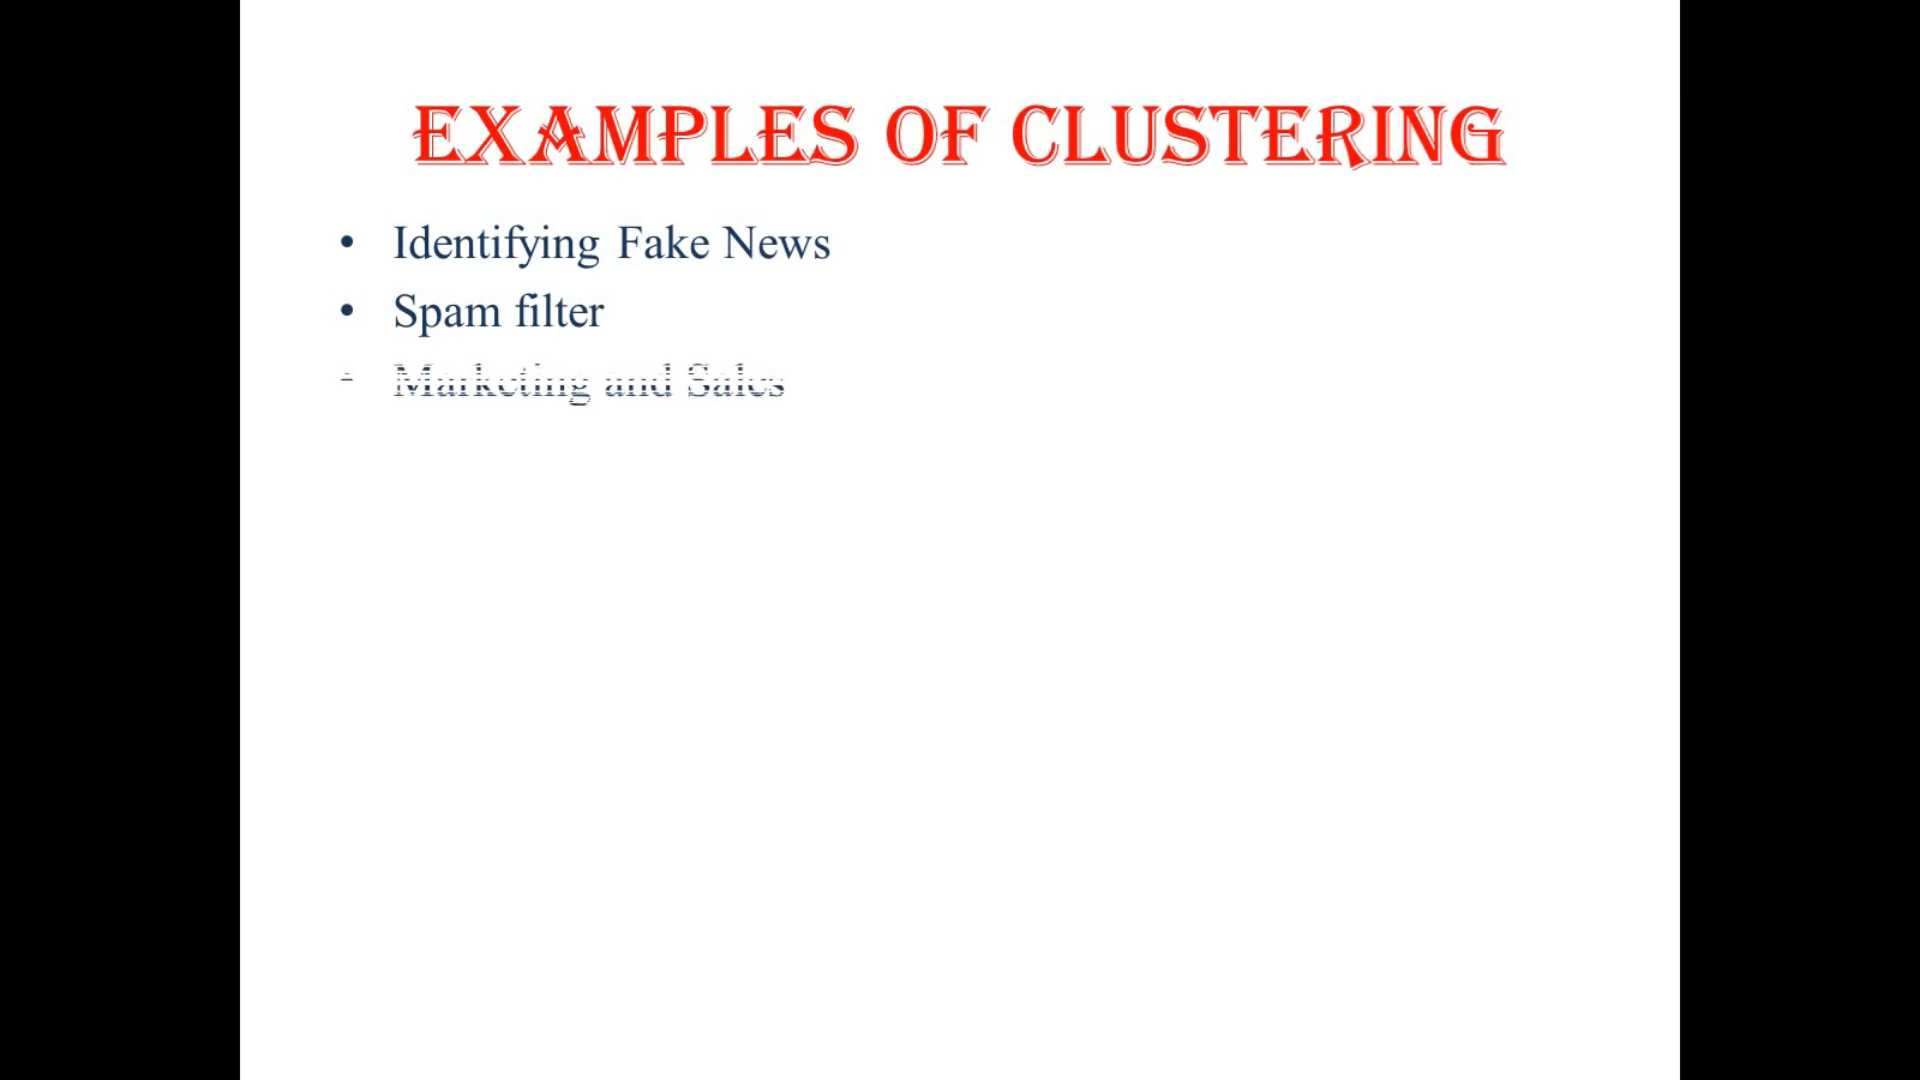 EXAMPLES OF CLUSTERING
• Identifying Fake News
• Spam filter
• Marketing and Sales